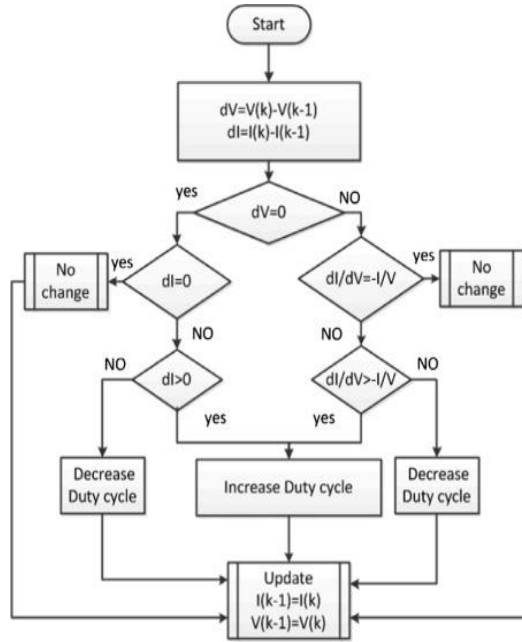 Start
dV=V(k)-V(k-1)
dI=I(k)-I(k-1)
yes
NO
dV=0
No
change
yes
dI=0
dI/dV=-I/V
yes
No
change
NO
NO
NO
dI>0
dI/dV>-I/V
NO
yes
yes
Decrease
Duty cycle
Increase Duty cycle
Decrease
Duty cycle
Update
I(k-1)=I(k)
V(k-1)=V(k)